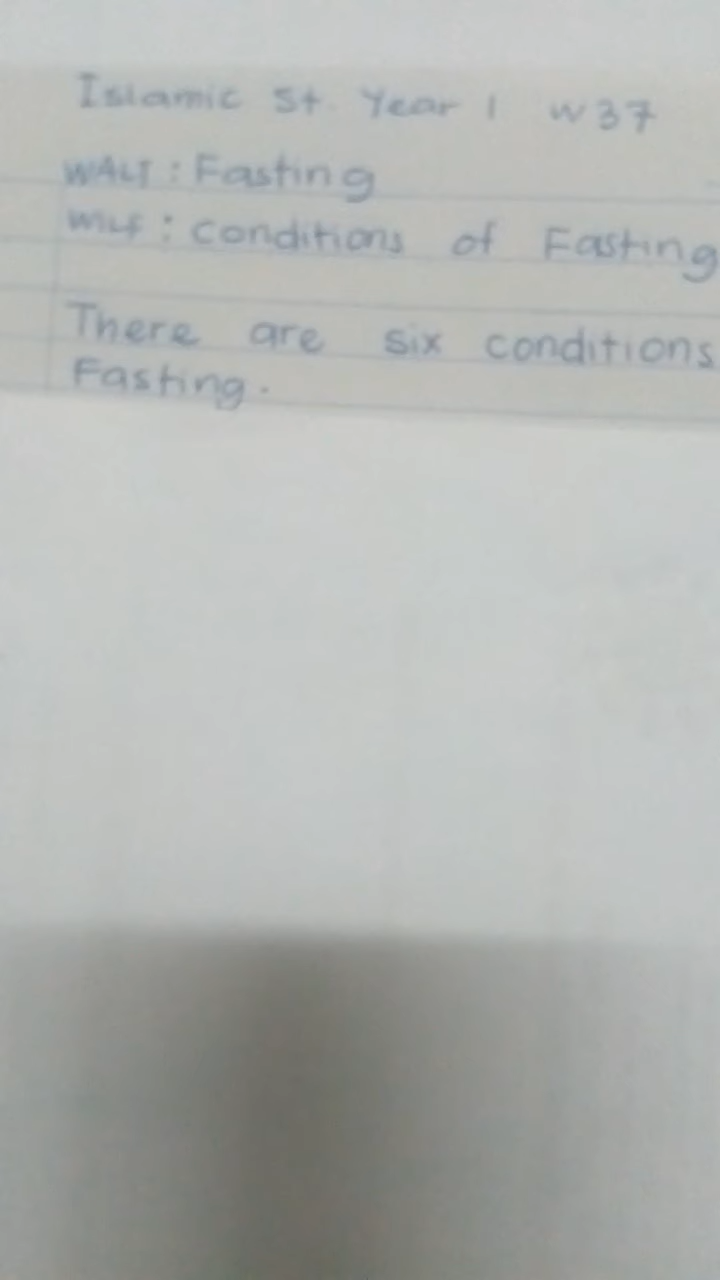 Islamic St. Year 1 W37
WALT : Fasting
WILF : conditions of Fasting
There are six conditions
Fasting.